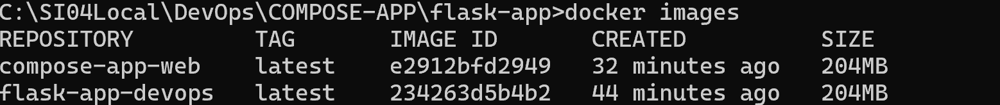 C:\SI04Local\DevOps\COMPOSE-APP\flask-app>docker images
REPOSITORY TAG IMAGE ID CREATED SIZE
compose-app-web latest e2912bfd2949 32 minutes ago 204MB
flask-app-devops latest 234263d5b4b2 44 minutes ago 204MB